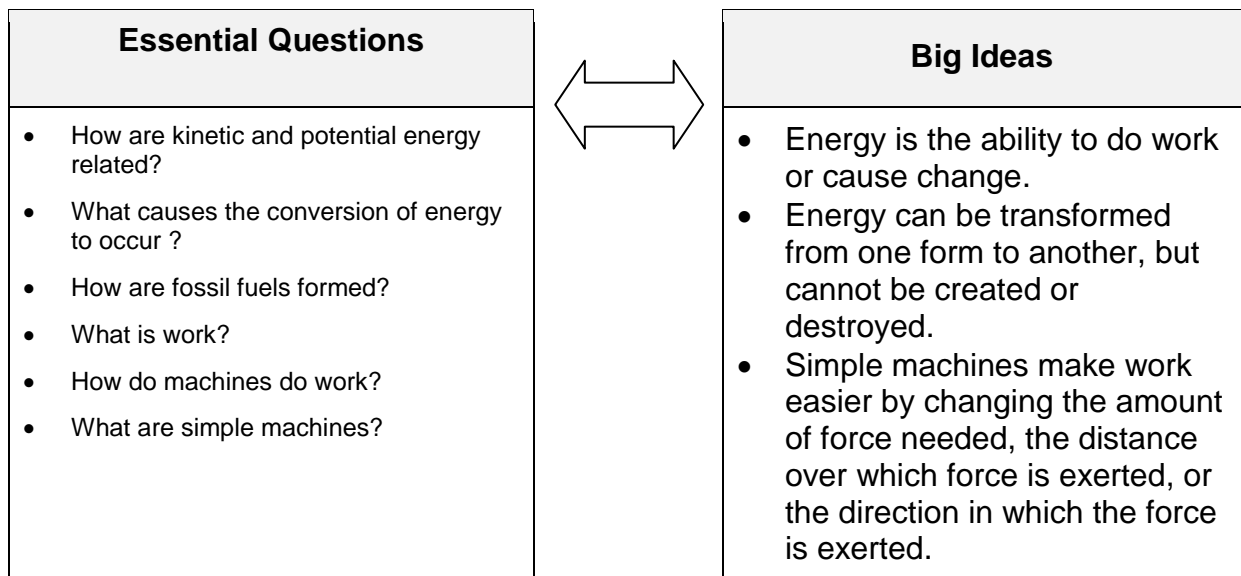 Essential Questions
• How are kinetic and potential energy
related?
• What causes the conversion of energy
to occur ?
• How are fossil fuels formed?
• What is work?
• How do machines do work?
• What are simple machines?
Big Ideas
• Energy is the ability to do work
or cause change.
• Energy can be transformed
from one form to another, but
cannot be created or
destroyed.
• Simple machines make work
easier by changing the amount
of force needed, the distance
over which force is exerted, or
the direction in which the force
is exerted.